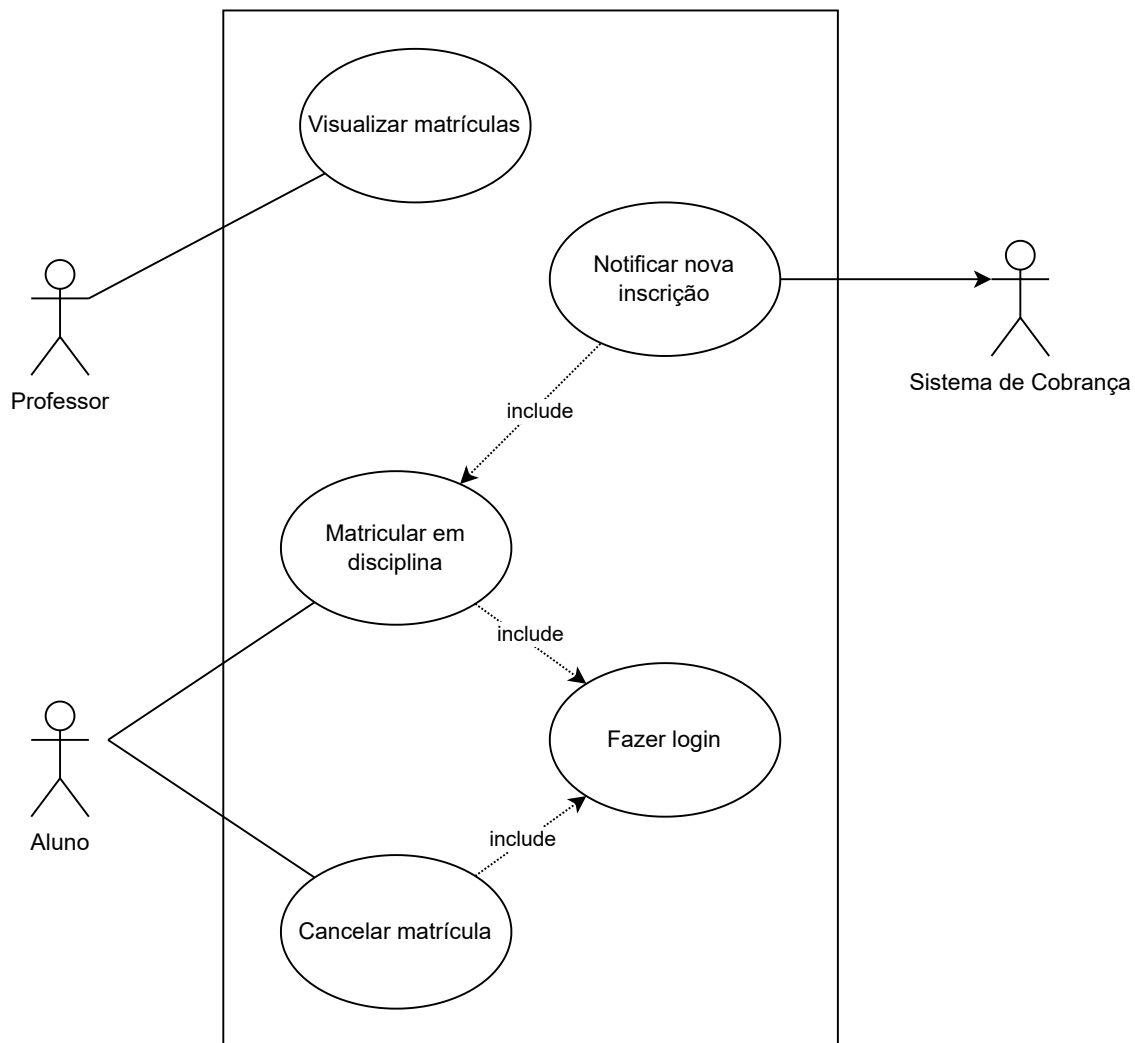 Visualizar matrículas
Notificar nova
inscrição
Professor
Sistema de Cobrança
include
Matricular em
disciplina
include
Fazer login
Aluno
include
Cancelar matrícula